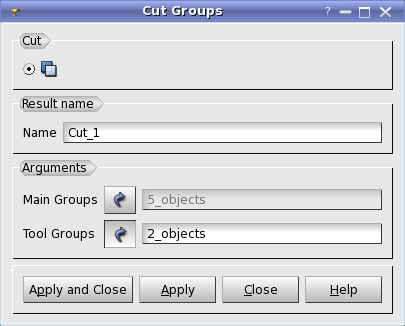 Cut Groups
Cut
Result name
Name Cut_1
Arguments
Main Groups 5_objects
Tool Groups 2_objects
Apply and Close Apply Close Help